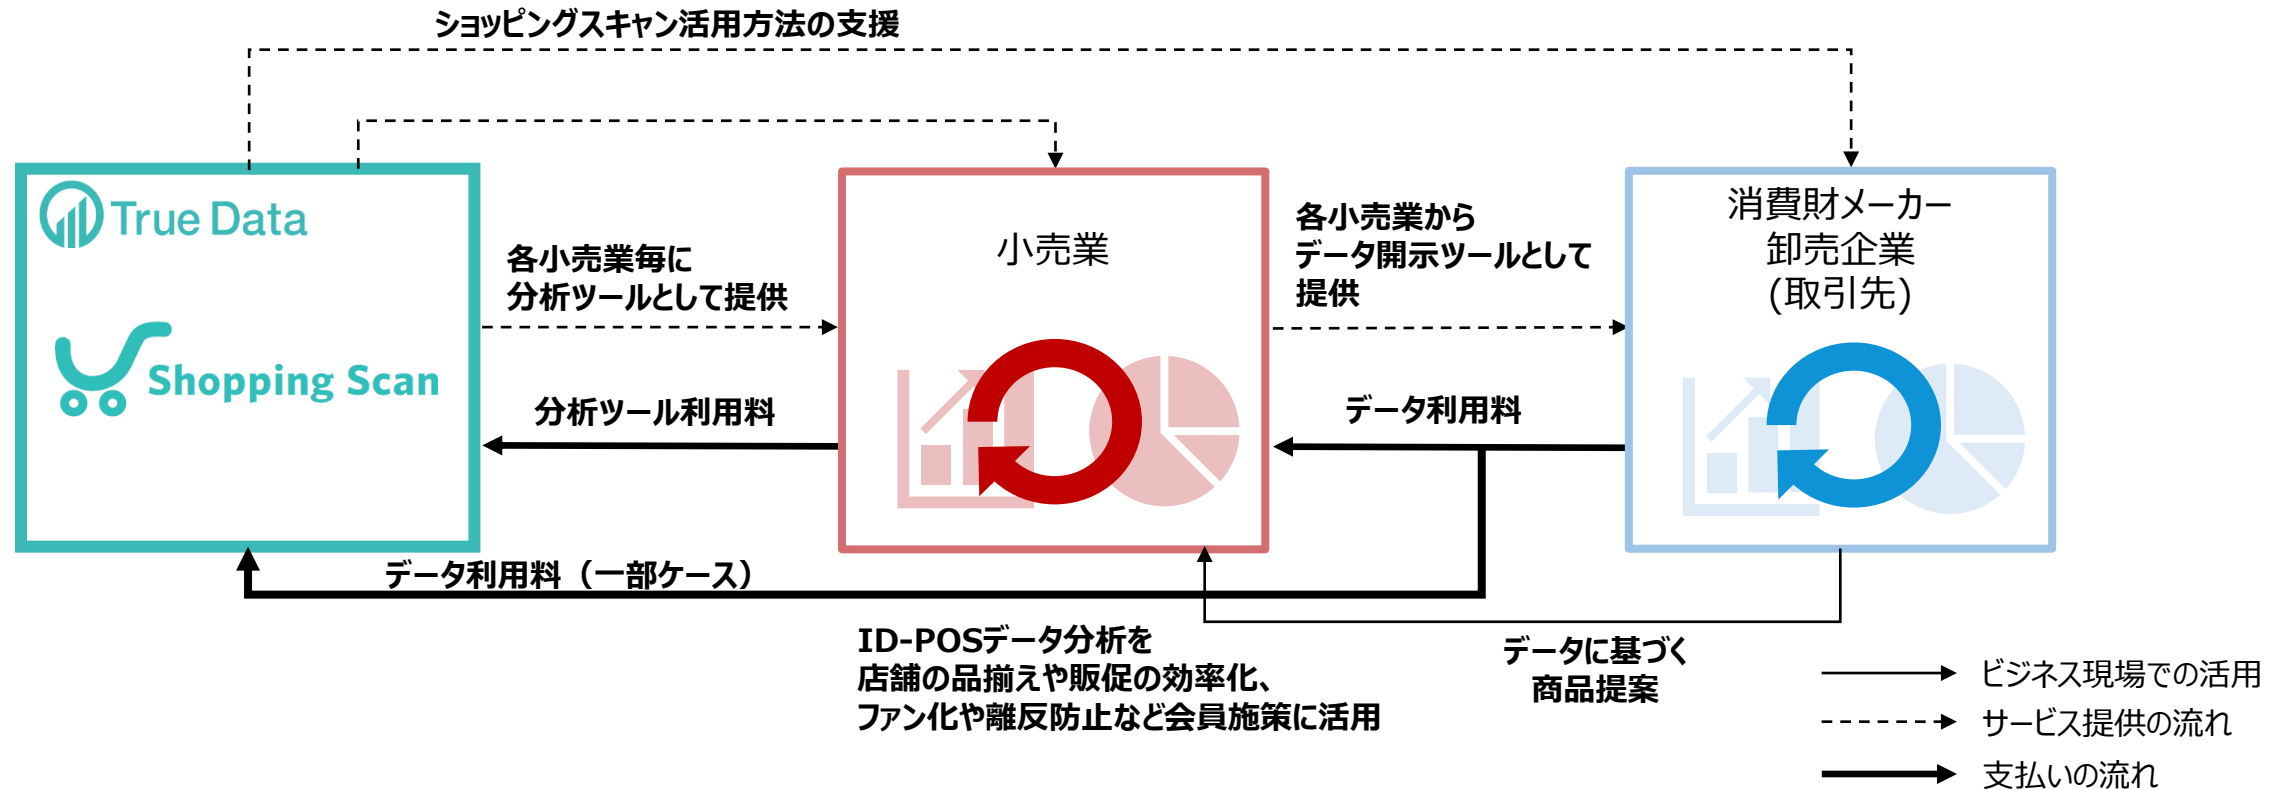 ショッピングスキャン活用方法の支援
True Data
Shopping Scan
各小売業毎に
分析ツールとして提供
分析ツール利用料
小売業
各小売業から
データ開示ツールとして
提供
データ利用料
消費財メーカー
卸売企業
(取引先)
データ利用料（一部ケース）
ID-POSデータ分析を
店舗の品揃えや販促の効率化、
ファン化や離反防止など会員施策に活用
データに基づく
商品提案
ビジネス現場での活用
サービス提供の流れ
支払いの流れ